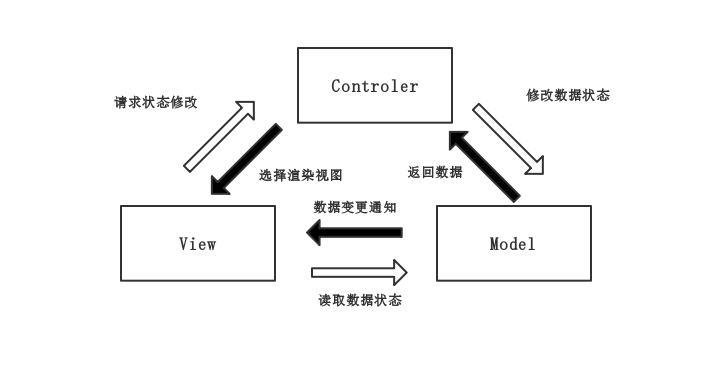 Controler
请求状态修改
修改数据状态
选择渲染视图
返回数据
数据变更通知
View
Model
读取数据状态